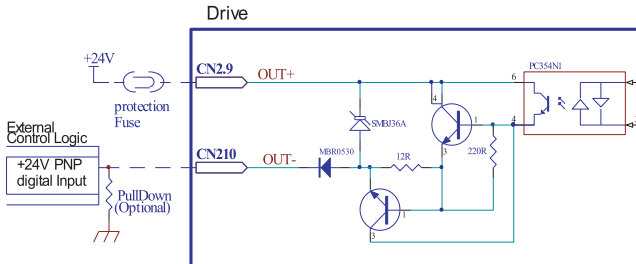 Drive
+24V
CN2.9
OUT+
PC354N1
6
4
protection
Fuse
4
1
SMBJ36A
4
External
Control Logic
+24V PNP
digital Input
CN210
OUT-
MBR0530
12R
3
220R
PullDown
(Optional)
1
3